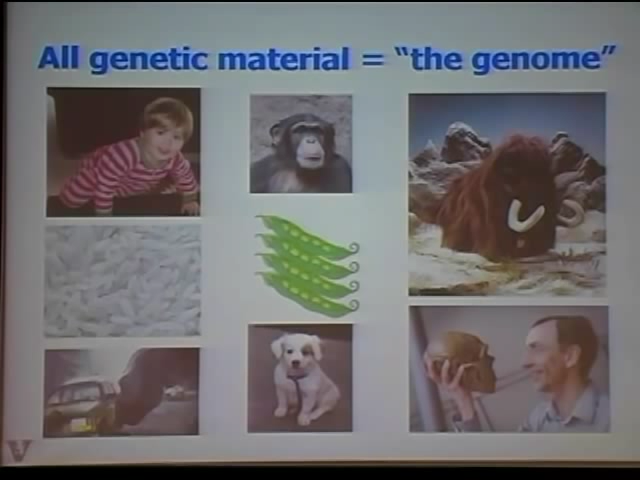 All genetic material = “the genome”
V